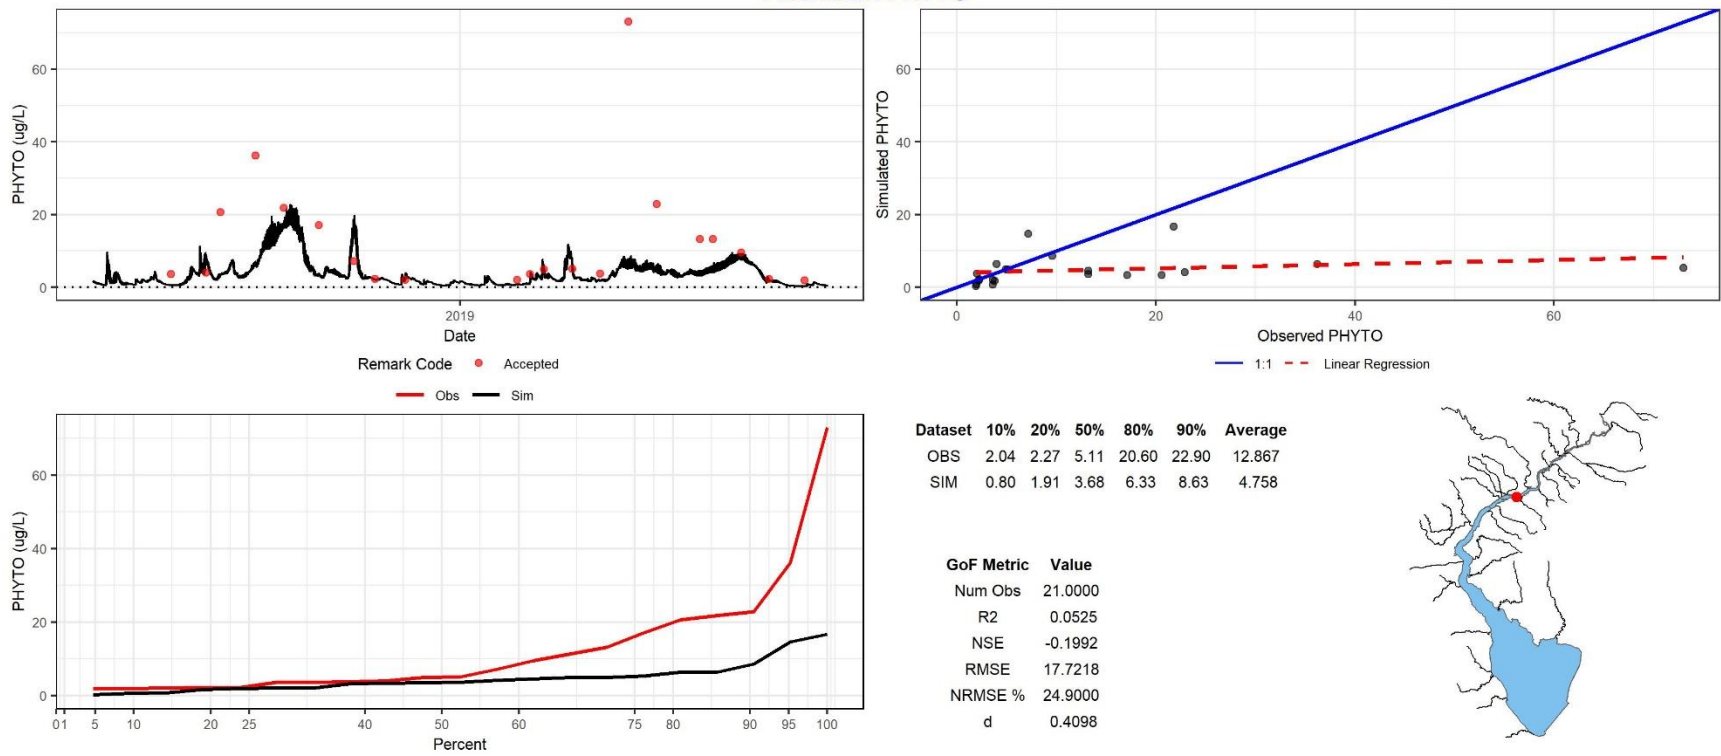 60
40
20
0
PHYTO (ug/L)
2019
Date
Remark Code Accepted
60
40
20
0
Simulated PHYTO
0 20 40 60
Observed PHYTO
1:1 Linear Regression
Obs Sim
60
40
20
0
PHYTO (ug/L)
0 1 5 10 20 25 40 50 60 75 80 90 95 100
Percent
Dataset 10% 20% 50% 80% 90% Average
OBS 2.04 2.27 5.11 20.60 22.90 12.867
SIM 0.80 1.91 3.68 6.33 8.63 4.758
GoF Metric Value
Num Obs 21.0000
R2 0.0525
NSE -0.1992
RMSE 17.7218
NRMSE % 24.9000
d 0.4098